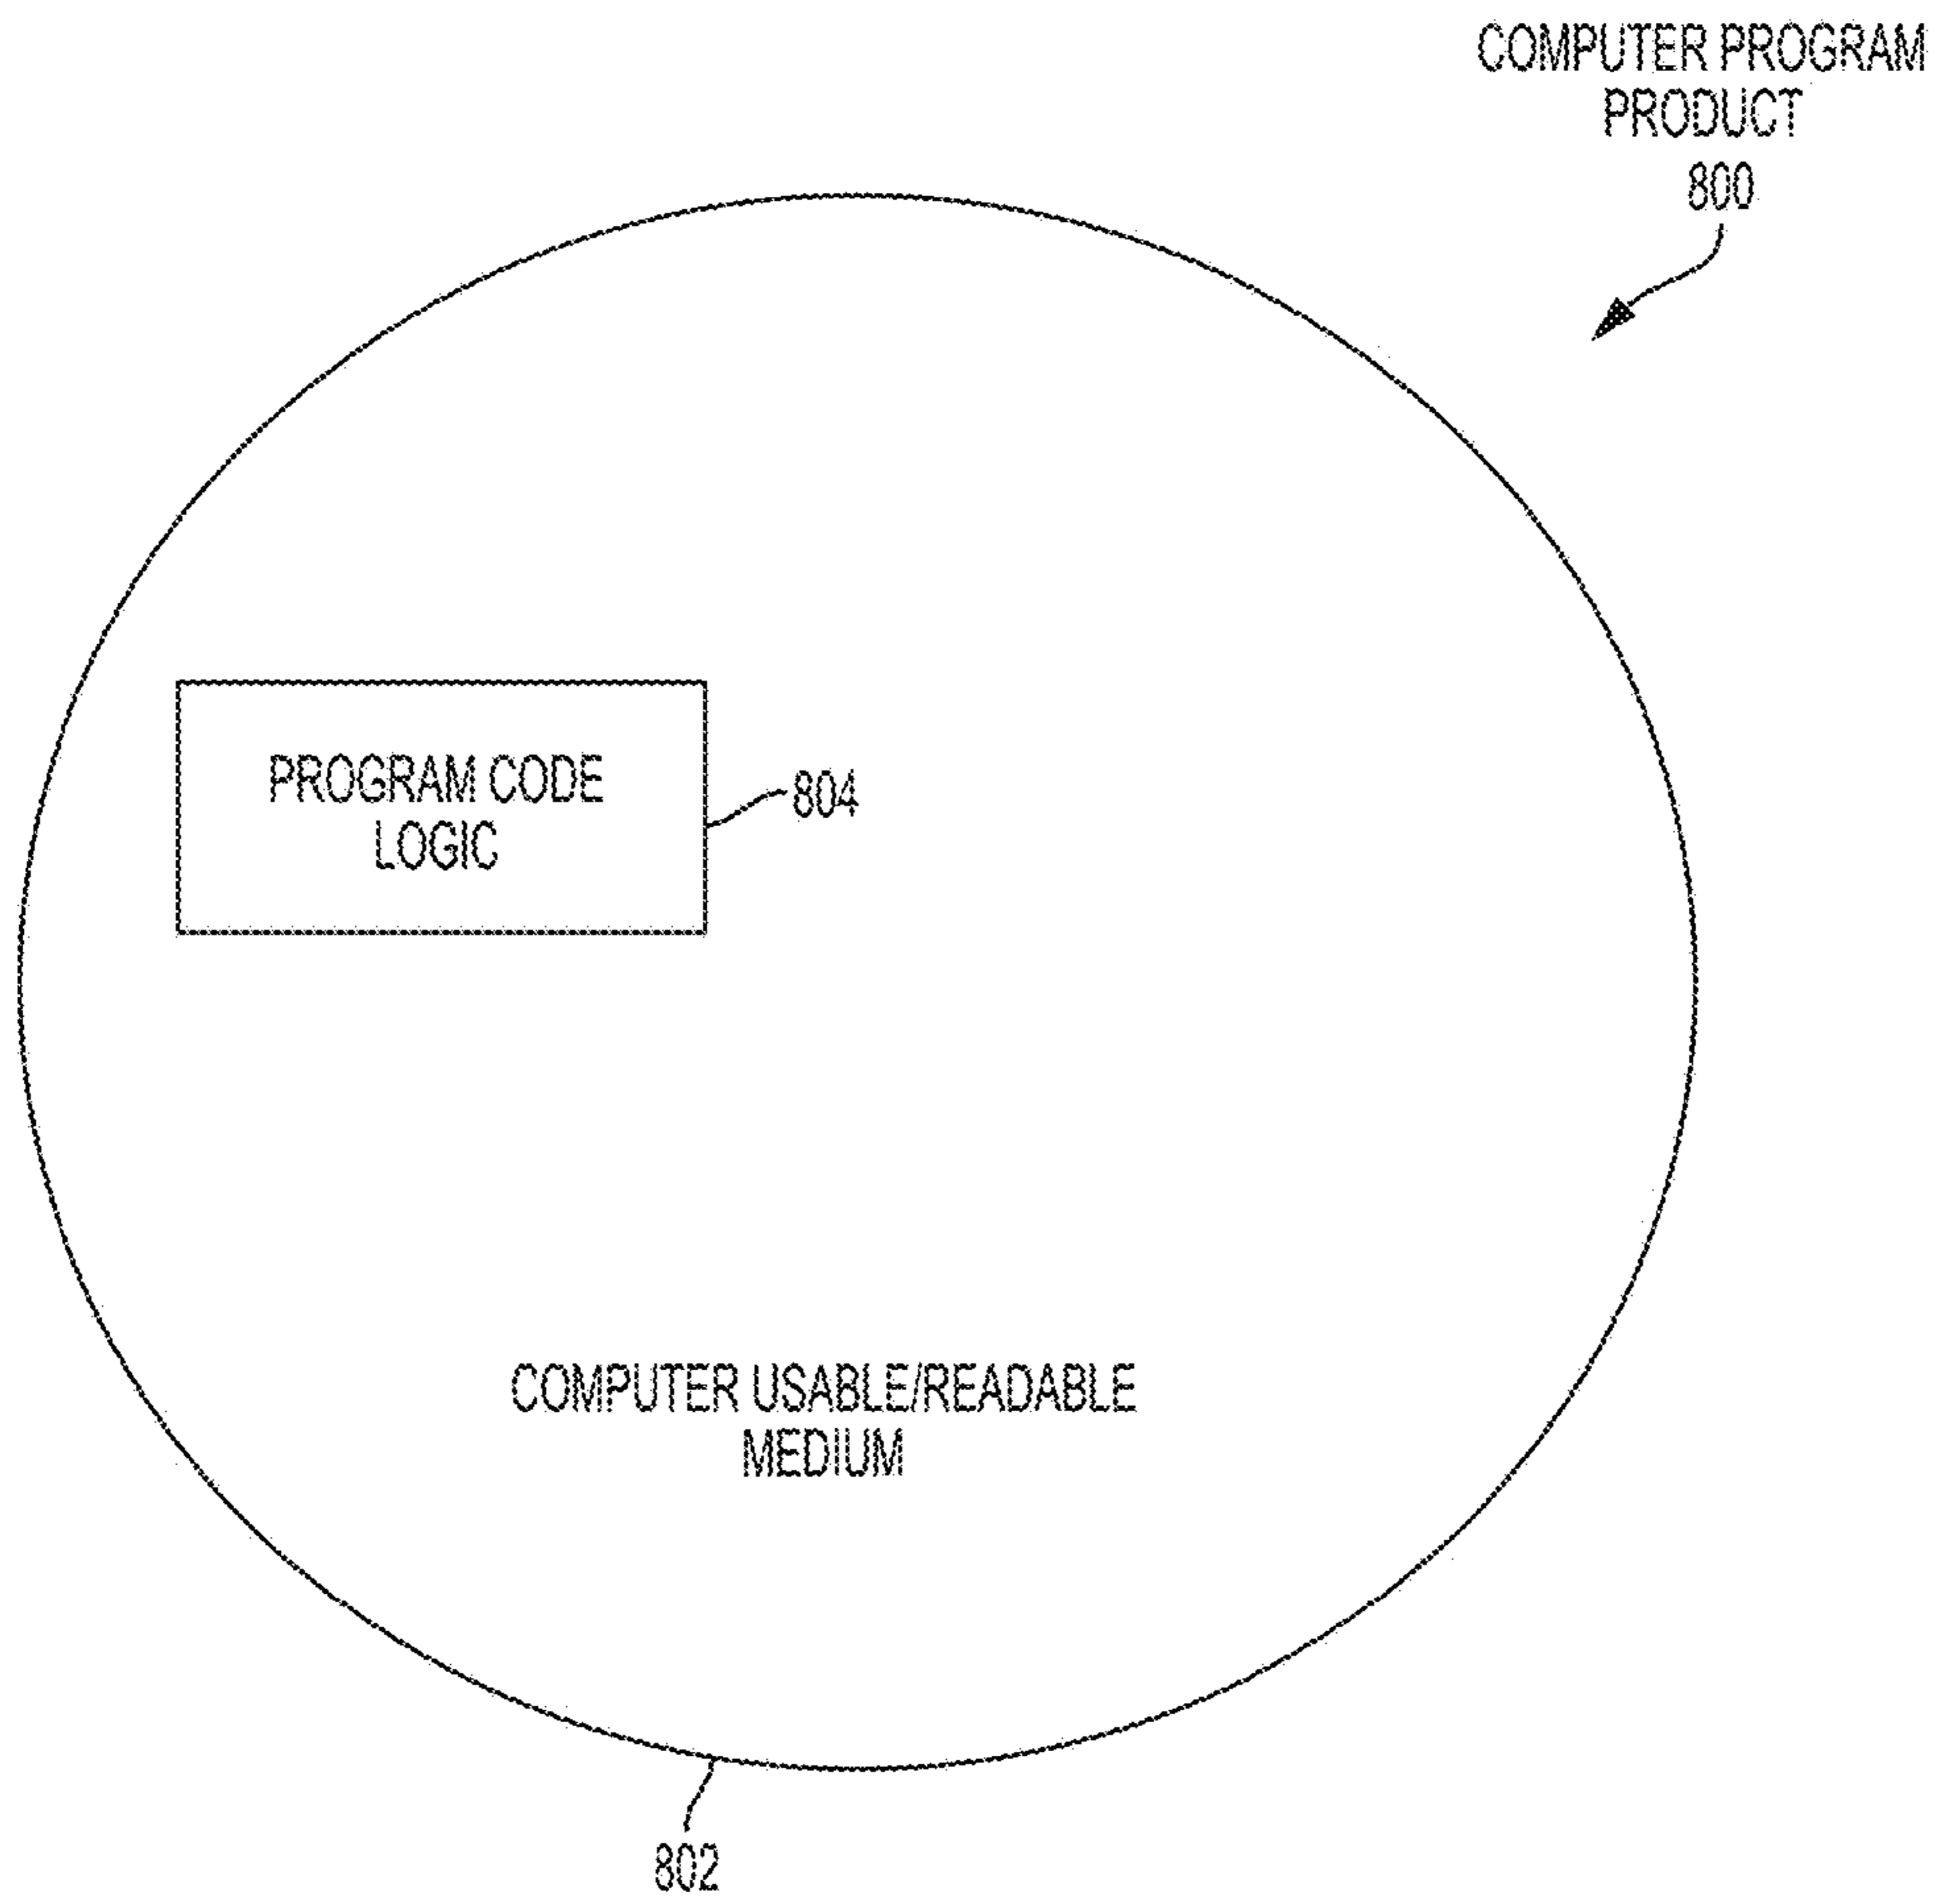 COMPUTER PROGRAM
PRODUCT
800
PROGRAM CODE
LOGIC
804
COMPUTER USABLE/READABLE
MEDIUM
802